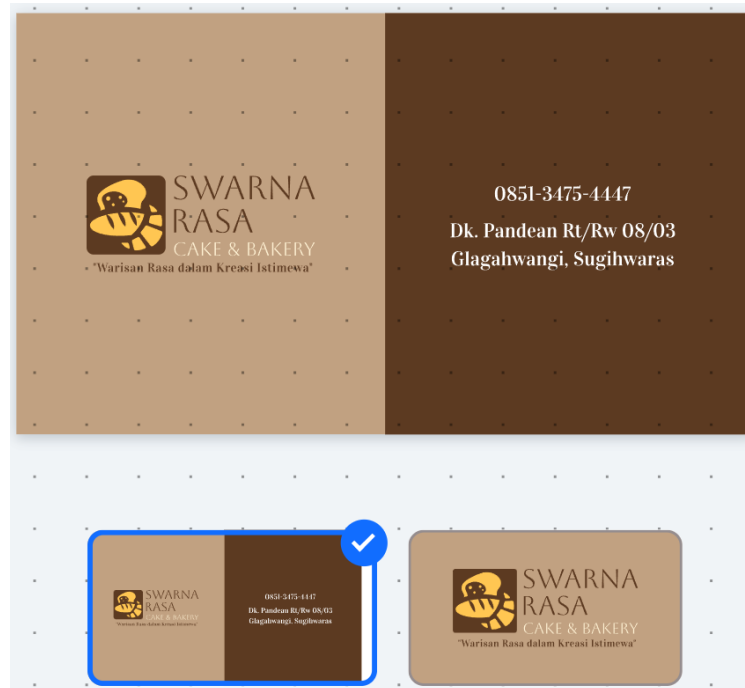 SWARNA
RASA
CAKE & BAKERY
"Warisan Rasa dalam Kreasi Istimewa"
0851-3475-4447
Dk. Pandean Rt/Rw 08/03
Glagahwangi, Sugihwaras
SWARNA
RASA
CAKE & BAKERY
"Warisan Rasa dalam Kreasi Istimewa"
0851-3475-4447
Dk. Pandean Rt/Rw 08/03
Glagahwangi, Sugihwaras
SWARNA
RASA
CAKE & BAKERY
"Warisan Rasa dalam Kreasi Istimewa"